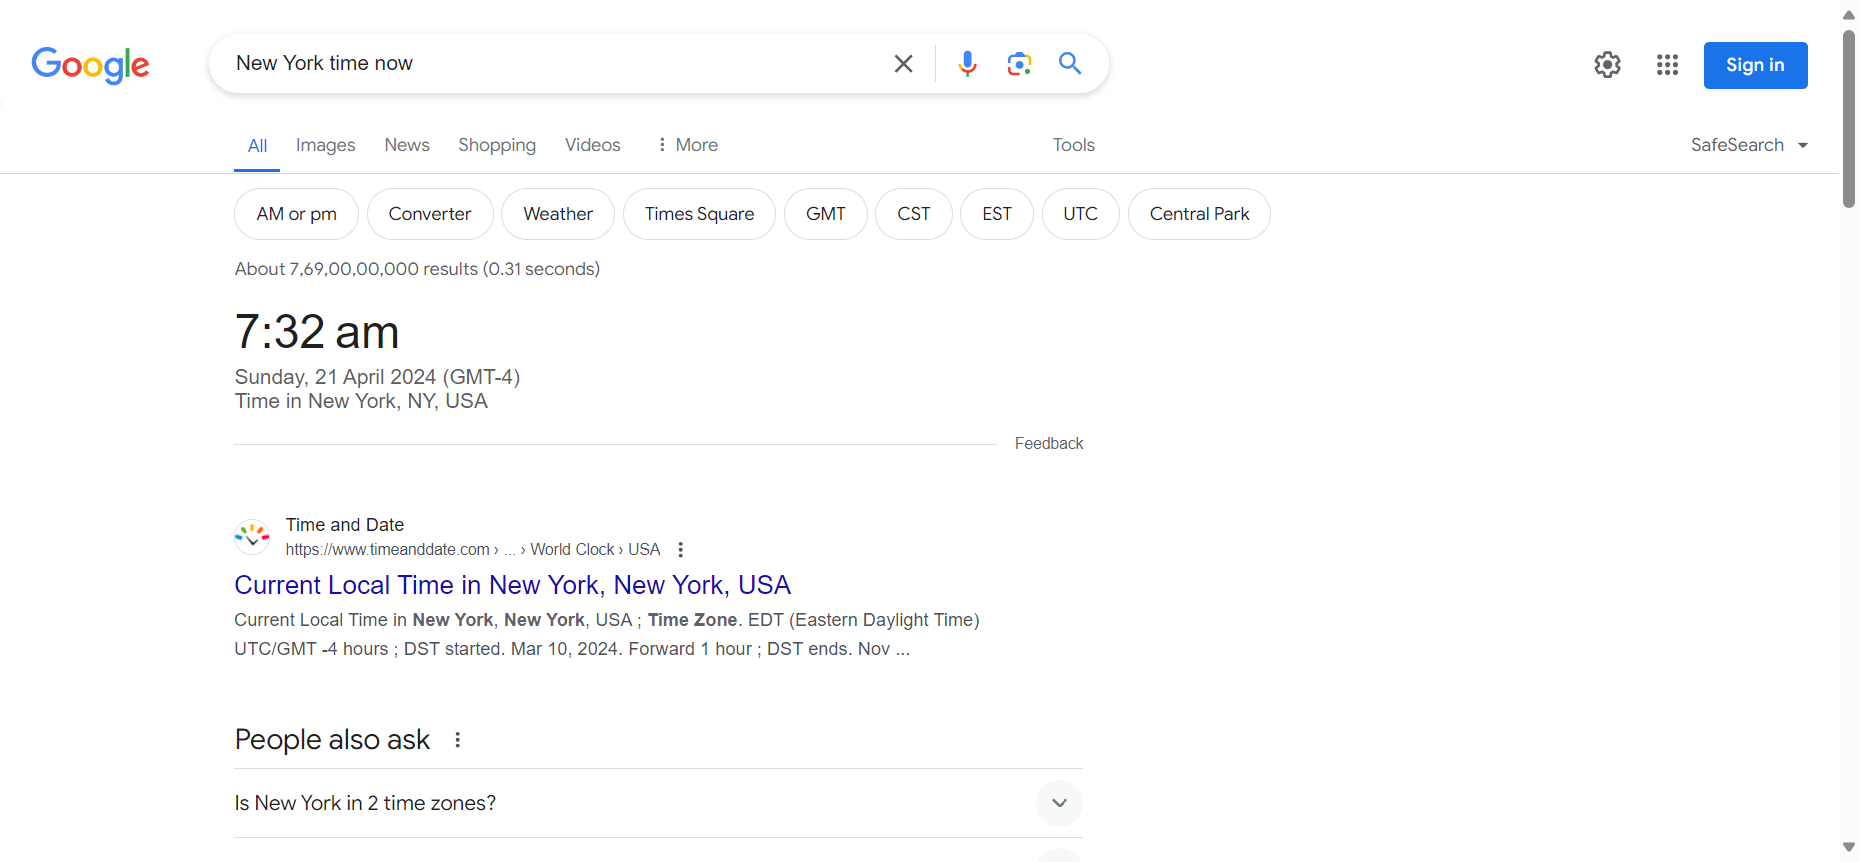 Google
New York time now
Sign in
All Images News Shopping Videos More Tools SafeSearch
AM or pm Converter Weather Times Square GMT CST EST UTC Central Park
About 7,69,00,00,000 results (0.31 seconds)
7:32 am
Sunday, 21 April 2024 (GMT-4)
Time in New York, NY, USA
Feedback
Time and Date
https://www.timeanddate.com › ... › World Clock › USA
Current Local Time in New York, New York, USA
Current Local Time in New York, New York, USA ; Time Zone. EDT (Eastern Daylight Time)
UTC/GMT -4 hours ; DST started. Mar 10, 2024. Forward 1 hour ; DST ends. Nov ...
People also ask
Is New York in 2 time zones?